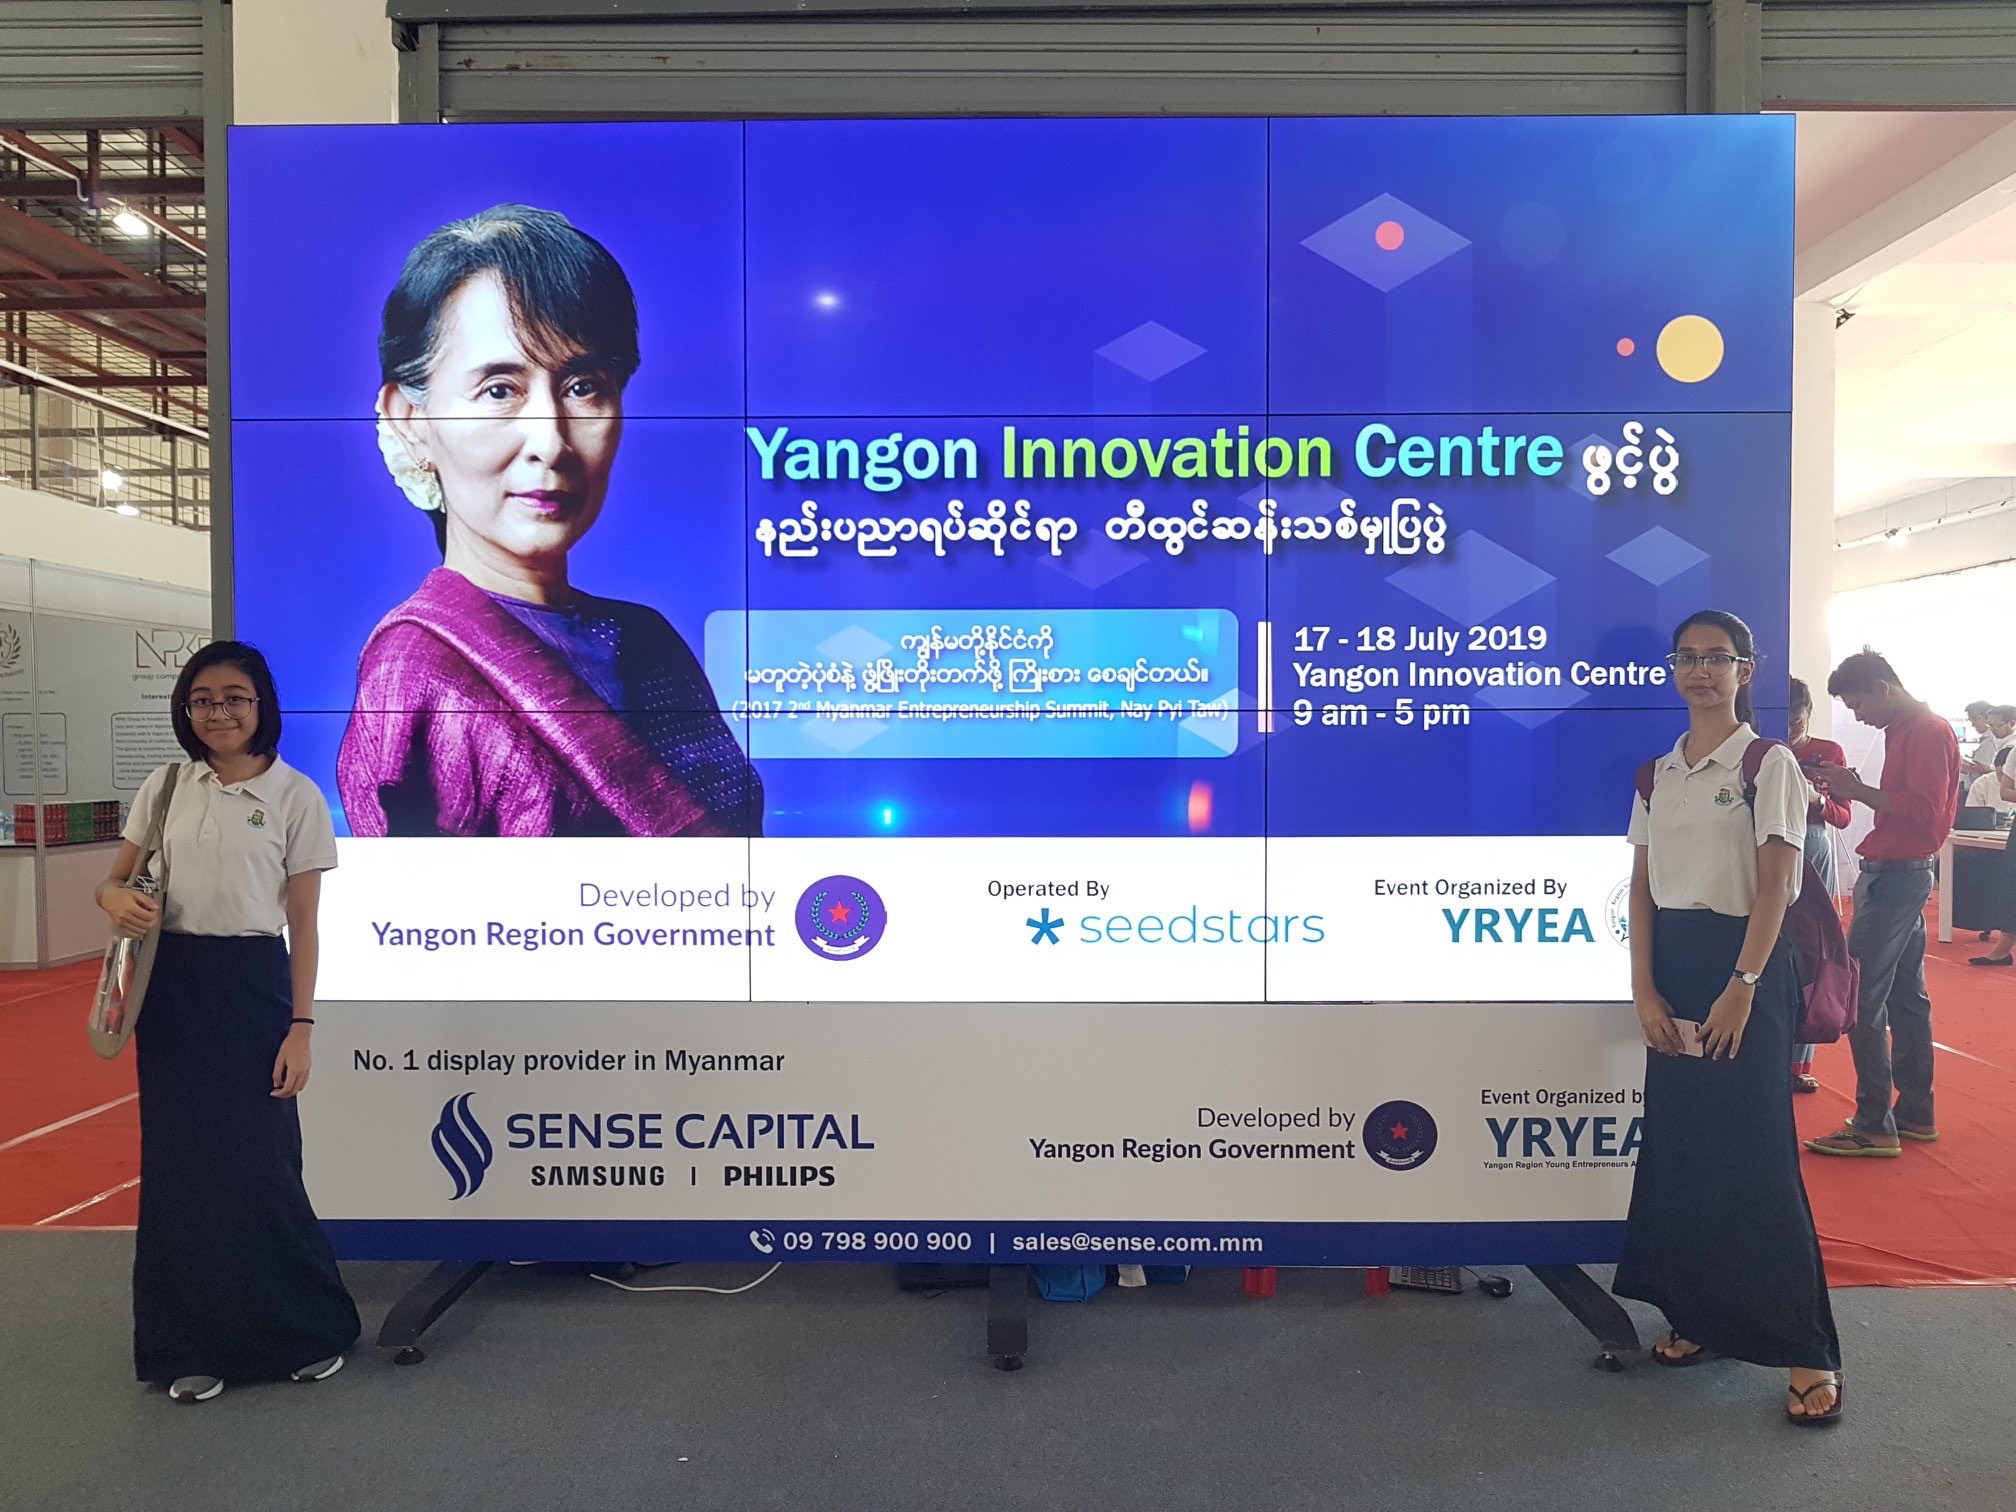 Yangon Innovation Centre ဖွင့်ပွဲ
နည်းပညာရပ်ဆိုင်ရာ တီထွင်ဆန်းသစ်မှုပြပွဲ
ကျွန်မတို့နိုင်ငံကို
မတူတဲ့ပုံစံနဲ့ ဖွံ့ဖြိုးတိုးတက်ဖို့ ကြိုးစား စေချင်တယ်။
(2017 2nd Myanmar Entrepreneurship Summit, Nay Pyi Taw)
17 - 18 July 2019
Yangon Innovation Centre
9 am - 5 pm
Developed by
Yangon Region Government
Operated By
seedstars
Event Organized By
YRYEA
No. 1 display provider in Myanmar
SENSE CAPITAL
SAMSUNG | PHILIPS
Developed by
Yangon Region Government
Event Organized by
YRYEA
Yangon Region Young Entrepreneurs
09 798 900 900 | sales@sense.com.mm
group